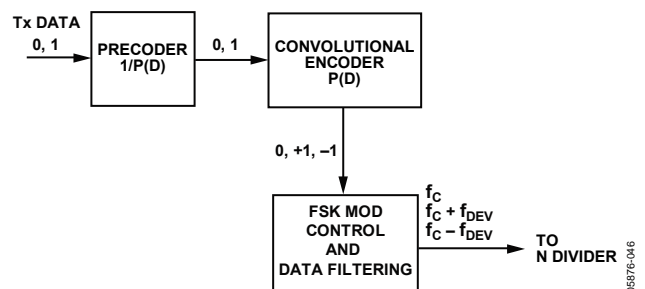 Tx DATA
0, 1
PRECODER
1/P(D)
0, 1
CONVOLUTIONAL
ENCODER
P(D)
0, +1, –1
FSK MOD
CONTROL
AND
DATA FILTERING
fC
fC + fDEV
fC – fDEV
TO
N DIVIDER
05876-046